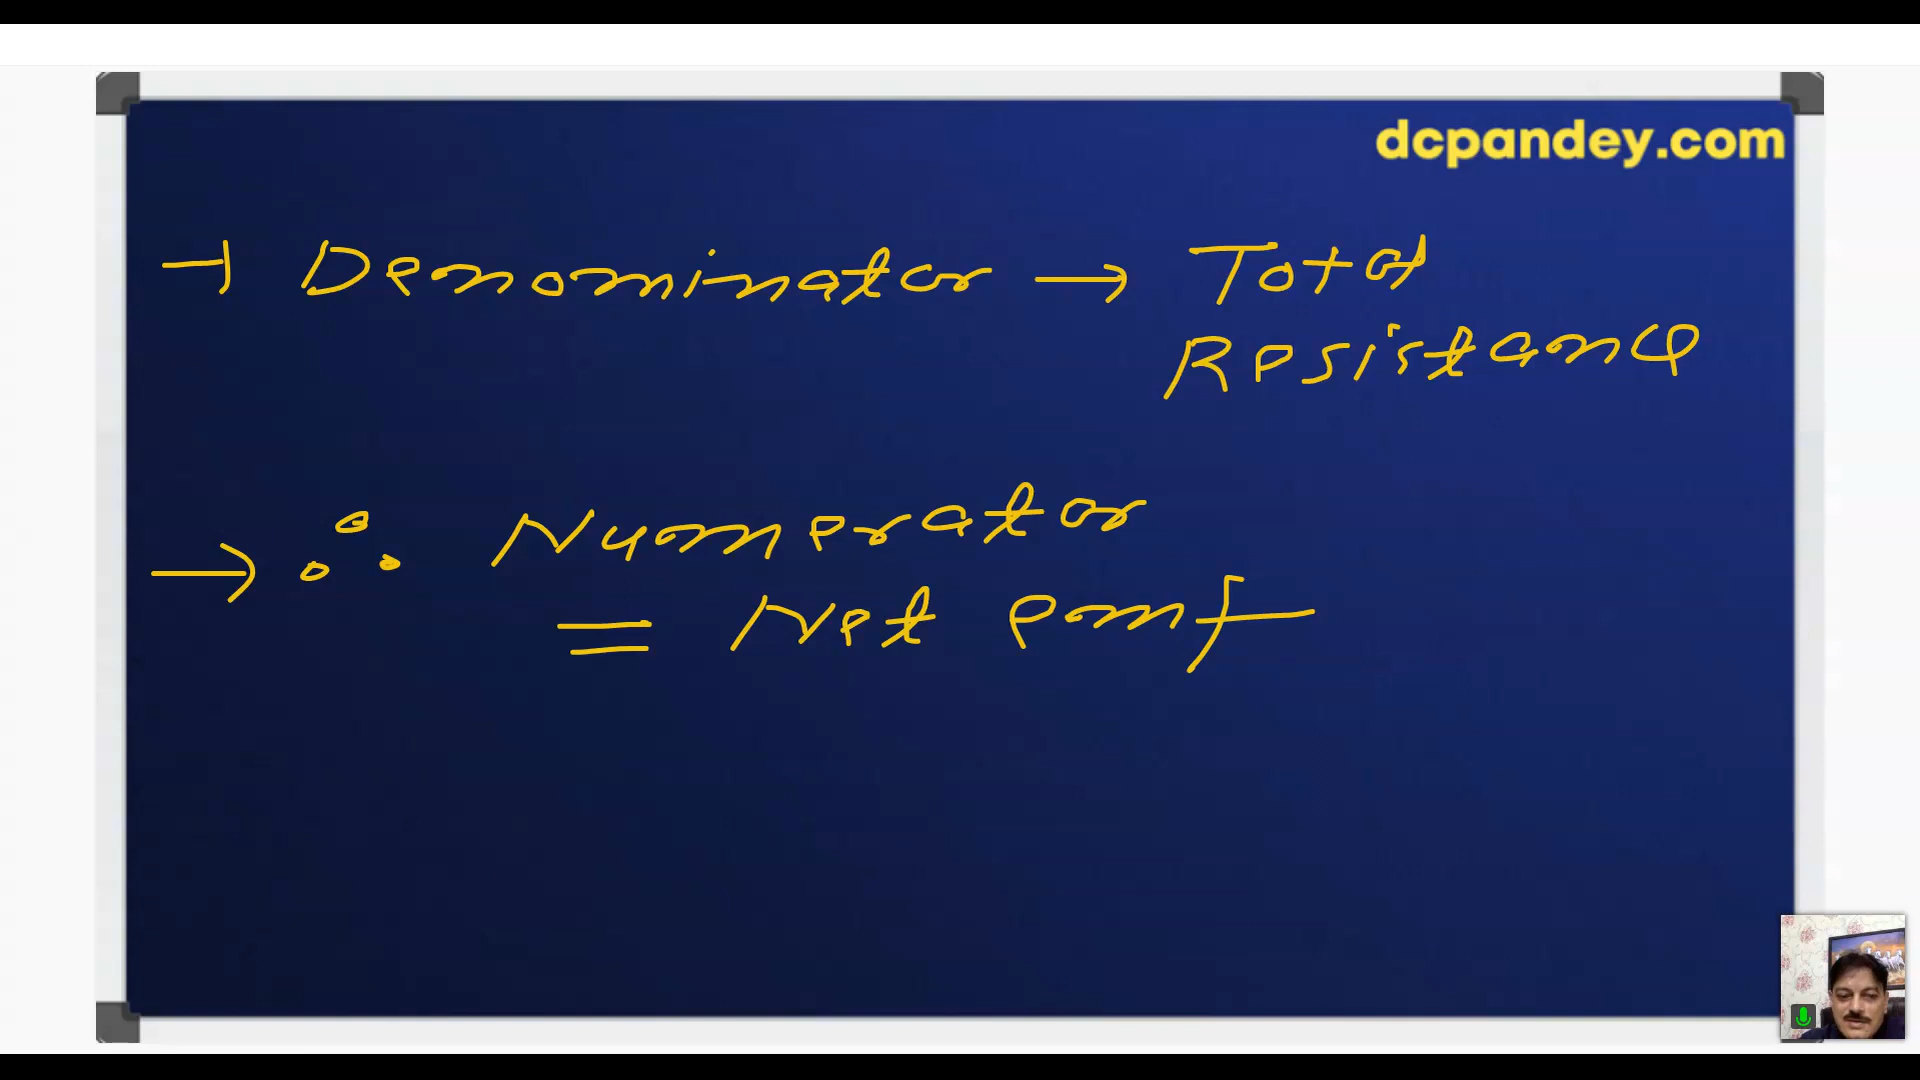 dcpandey.com
→ Denominator → Total
Resistance
→ ∴ Numerator
= Net emf